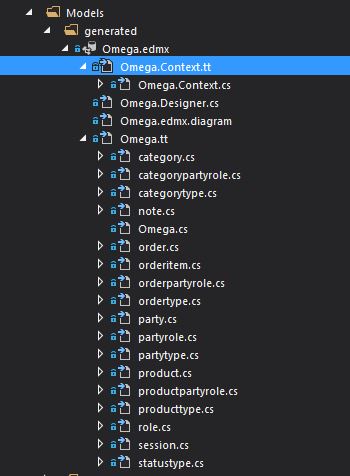 Models
generated
Omega.edmx
Omega.Context.tt
Omega.Context.cs
Omega.Designer.cs
Omega.edmx.diagram
Omega.tt
category.cs
categorypartyrole.cs
categorytype.cs
note.cs
Omega.cs
order.cs
orderitem.cs
orderpartyrole.cs
ordertype.cs
party.cs
partyrole.cs
partytype.cs
product.cs
productpartyrole.cs
producttype.cs
role.cs
session.cs
statustype.cs